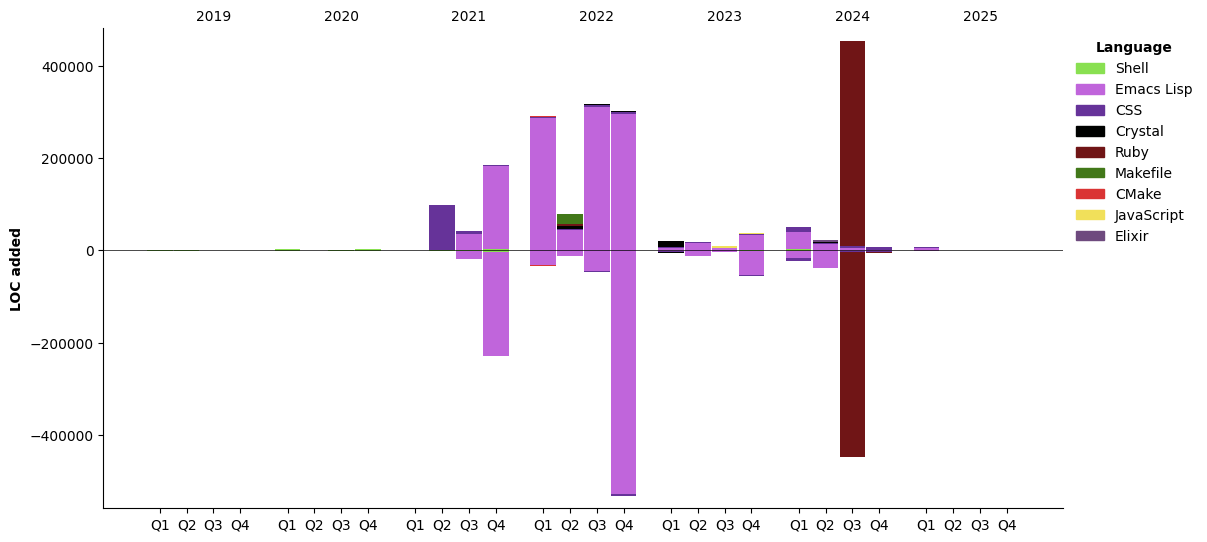 2019 2020 2021 2022 2023 2024 2025
LOC added
400000
200000
0
−200000
−400000
Q1 Q2 Q3 Q4 Q1 Q2 Q3 Q4 Q1 Q2 Q3 Q4 Q1 Q2 Q3 Q4 Q1 Q2 Q3 Q4 Q1 Q2 Q3 Q4 Q1 Q2 Q3 Q4
Language
Shell
Emacs Lisp
CSS
Crystal
Ruby
Makefile
CMake
JavaScript
Elixir